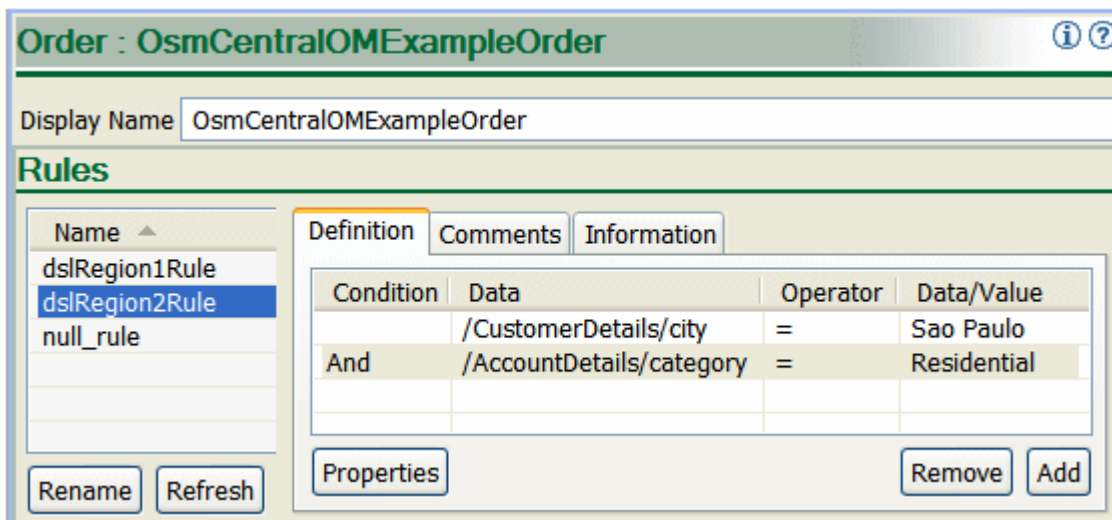 Order : OsmCentralOMExampleOrder
Display Name OsmCentralOMExampleOrder
Rules
Name
dslRegion1Rule
dslRegion2Rule
null_rule
Rename Refresh
Definition Comments Information
Condition Data Operator Data/Value
/CustomerDetails/city = Sao Paulo
And /AccountDetails/category = Residential
Properties Remove Add